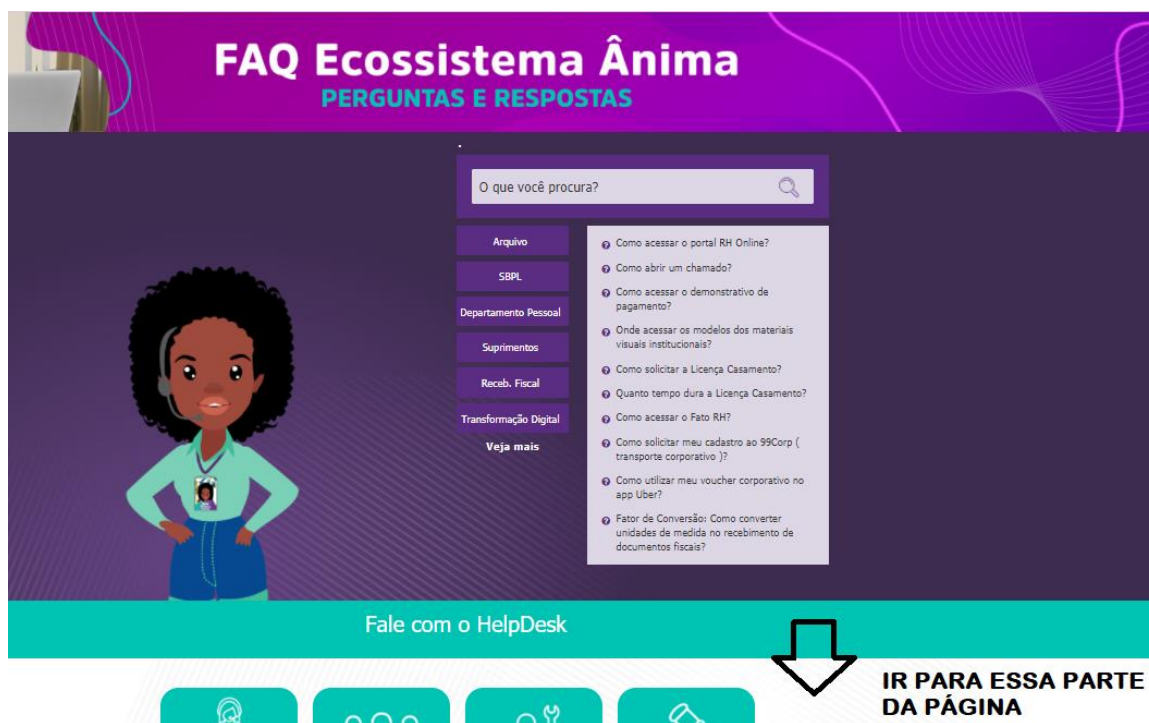 FAQ Ecossistema Ânima
PERGUNTAS E RESPOSTAS
.
O que você procura?
Arquivo
SBPL
Departamento Pessoal
Suprimentos
Receb. Fiscal
Transformação Digital
Veja mais
Como acessar o portal RH Online?
Como abrir um chamado?
Como acessar o demonstrativo de
pagamento?
Onde acessar os modelos dos materiais
visuais institucionais?
Como solicitar a Licença Casamento?
Quanto tempo dura a Licença Casamento?
Como acessar o Fato RH?
Como solicitar meu cadastro ao 99Corp (
transporte corporativo )?
Como utilizar meu voucher corporativo no
app Uber?
Fator de Conversão: Como converter
unidades de medida no recebimento de
documentos fiscais?
Fale com o HelpDesk
IR PARA ESSA PARTE
DA PÁGINA